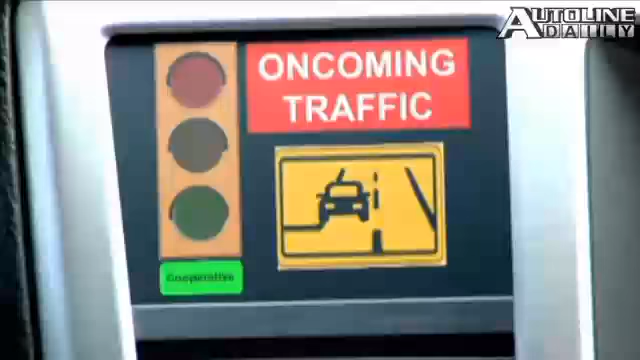 AUTOLINE
DAILY
ONCOMING
TRAFFIC
Cooperative